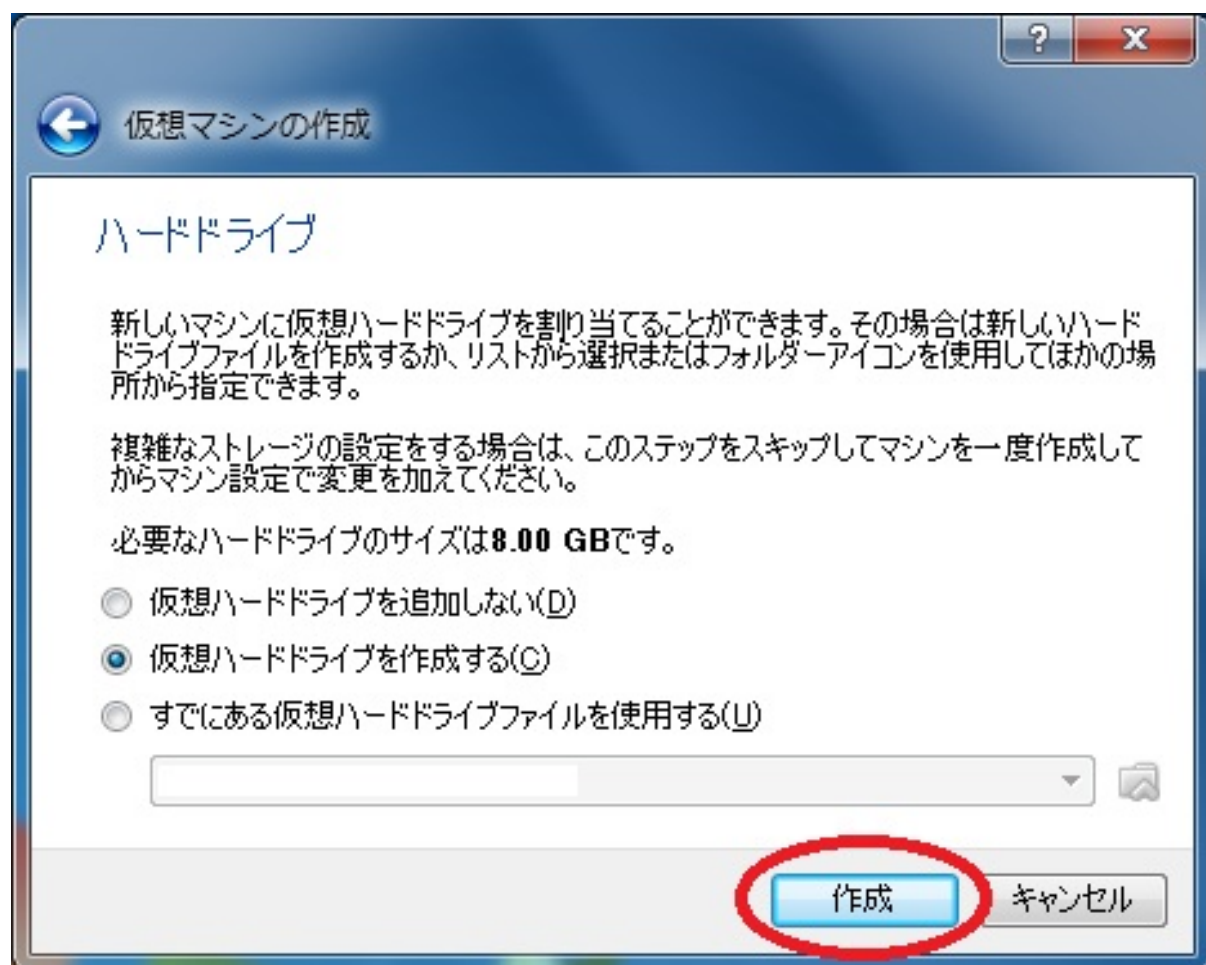 ?
仮想マシンの作成
ハードドライブ
新しいマシンに仮想ハードドライブを割り当てることができます。その場合は新しいハード
ドライブファイルを作成するか、リストから選択またはフォルダーアイコンを使用してほかの場
所から指定できます。
複雑なストレージの設定をする場合は、このステップをスキップしてマシンを一度作成して
からマシン設定で変更を加えてください。
必要なハードドライブのサイズは8.00 GBです。
仮想ハードドライブを追加しない(D)
仮想ハードドライブを作成する(C)
すでにある仮想ハードドライブファイルを使用する(U)
作成 キャンセル